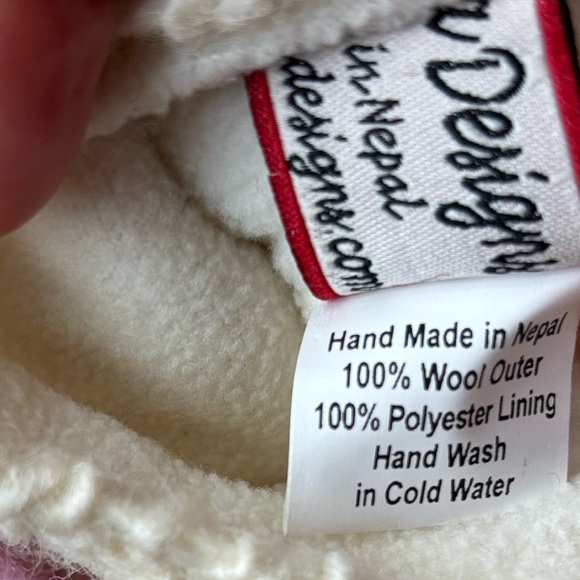 Designs
in Nepal
designs.com
Hand Made in Nepal
100% Wool Outer
100% Polyester Lining
Hand Wash
in Cold Water